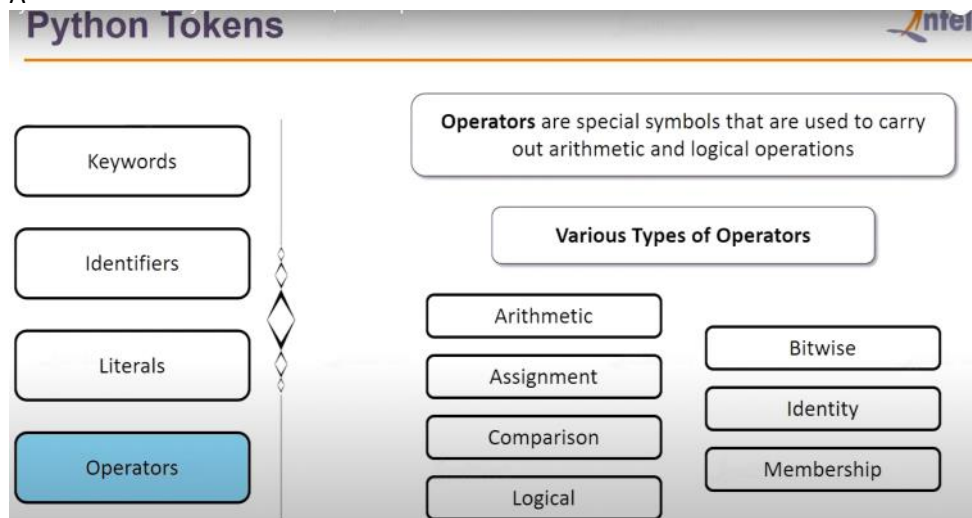 Python Tokens
Keywords
Identifiers
Literals
Operators
Operators are special symbols that are used to carry
out arithmetic and logical operations
Various Types of Operators
Arithmetic
Assignment
Comparison
Logical
Bitwise
Identity
Membership